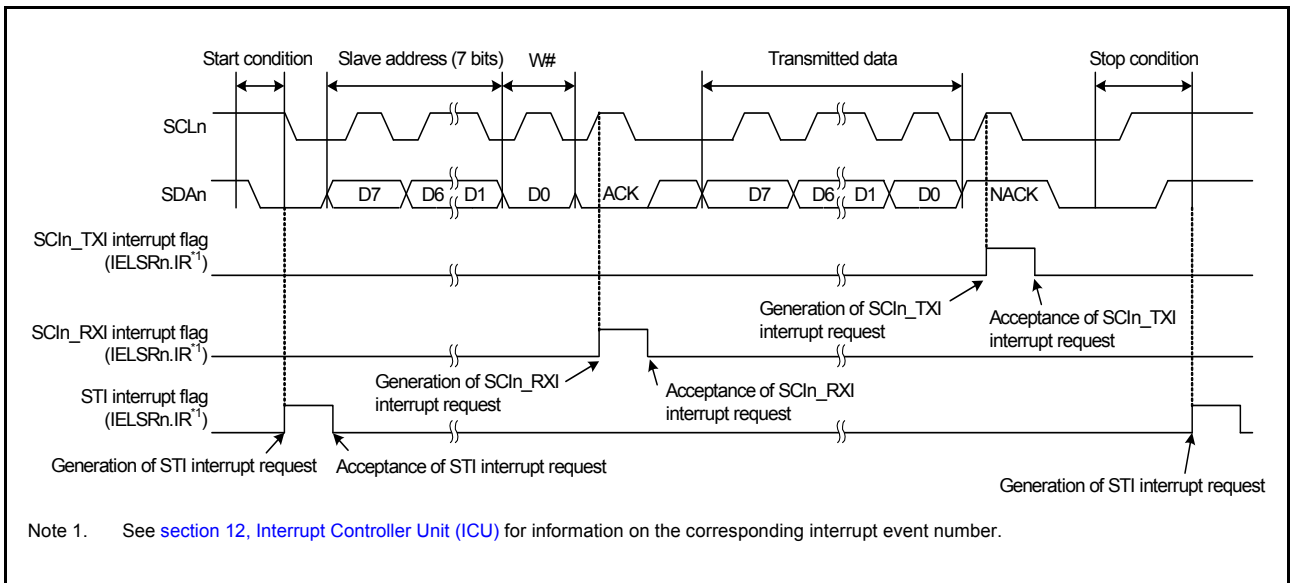 Start condition
Slave address (7 bits)
W#
Transmitted data
Stop condition
SCLn
SDAn
D7
D6
D1
D0
ACK
D7
D6
D1
D0
NACK
SCIn_TXI interrupt flag
(IELSRn.IR*1)
Generation of SCIn_TXI
interrupt request
Acceptance of SCIn_TXI
interrupt request
SCIn_RXI interrupt flag
(IELSRn.IR*1)
Generation of SCIn_RXI
interrupt request
Acceptance of SCIn_RXI
interrupt request
STI interrupt flag
(IELSRn.IR*1)
Generation of STI interrupt request
Acceptance of STI interrupt request
Generation of STI interrupt request
Note 1. See section 12, Interrupt Controller Unit (ICU) for information on the corresponding interrupt event number.